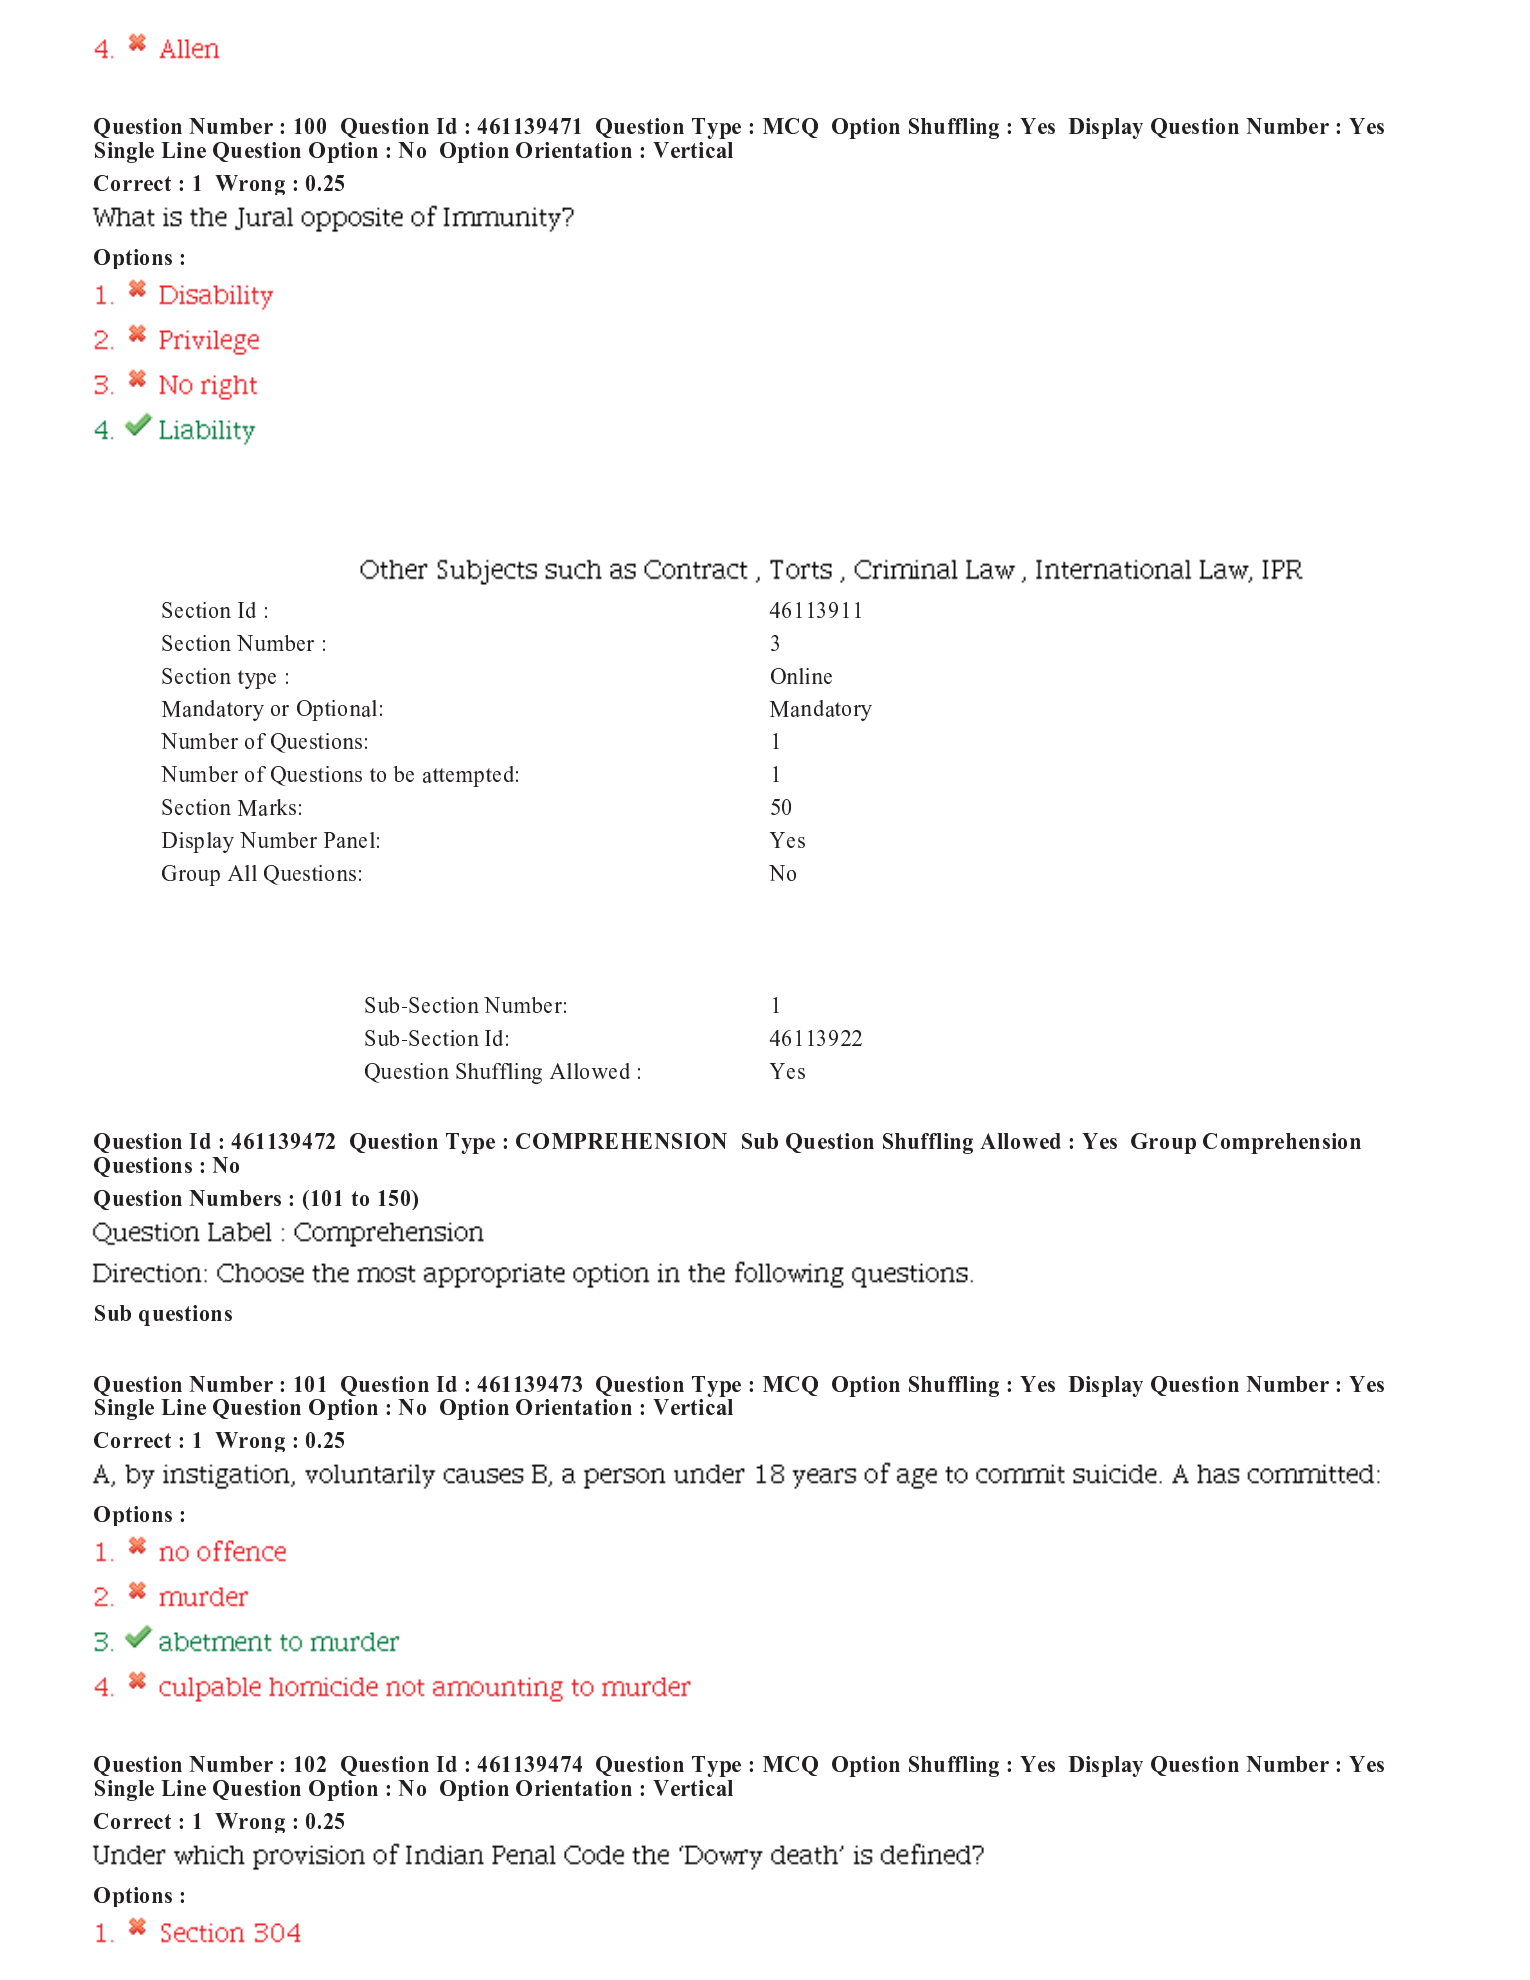 4. Allen
Question Number : 100 Question Id : 461139471 Question Type : MCQ Option Shuffling : Yes Display Question Number : Yes
Single Line Question Option : No Option Orientation : Vertical
Correct : 1 Wrong : 0.25
What is the Jural opposite of Immunity?
Options :
1. Disability
2. Privilege
3. No right
4. Liability
Other Subjects such as Contract , Torts , Criminal Law , International Law, IPR
Section Id : 46113911
Section Number : 3
Section type : Online
Mandatory or Optional: Mandatory
Number of Questions: 1
Number of Questions to be attempted: 1
Section Marks: 50
Display Number Panel: Yes
Group All Questions: No
Sub-Section Number: 1
Sub-Section Id: 46113922
Question Shuffling Allowed : Yes
Question Id : 461139472 Question Type : COMPREHENSION Sub Question Shuffling Allowed : Yes Group Comprehension
Questions : No
Question Numbers : (101 to 150)
Question Label : Comprehension
Direction: Choose the most appropriate option in the following questions.
Sub questions
Question Number : 101 Question Id : 461139473 Question Type : MCQ Option Shuffling : Yes Display Question Number : Yes
Single Line Question Option : No Option Orientation : Vertical
Correct : 1 Wrong : 0.25
A, by instigation, voluntarily causes B, a person under 18 years of age to commit suicide. A has committed:
Options :
1. no offence
2. murder
3. abetment to murder
4. culpable homicide not amounting to murder
Question Number : 102 Question Id : 461139474 Question Type : MCQ Option Shuffling : Yes Display Question Number : Yes
Single Line Question Option : No Option Orientation : Vertical
Correct : 1 Wrong : 0.25
Under which provision of Indian Penal Code the ‘Dowry death’ is defined?
Options :
1. Section 304